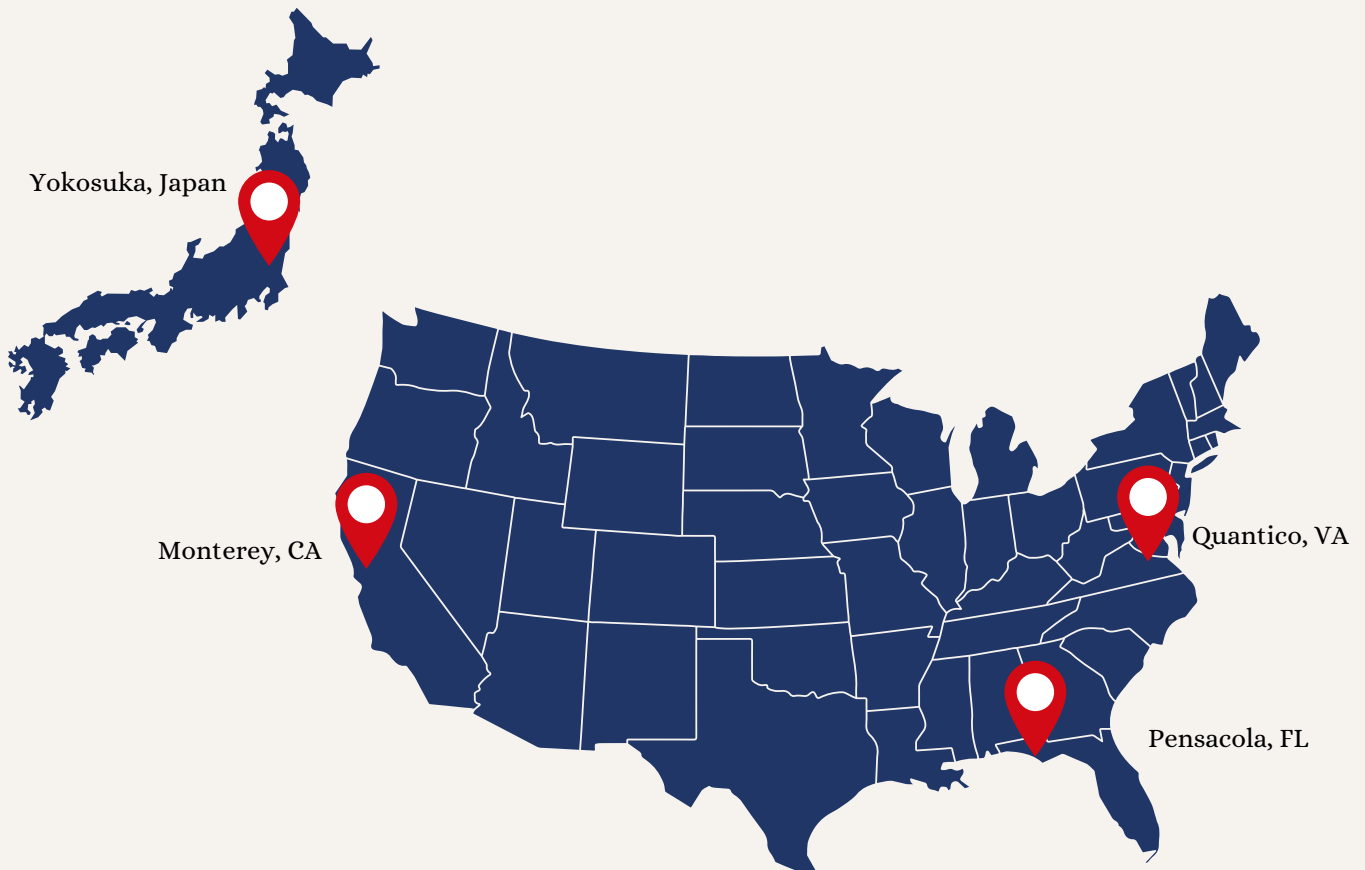 Yokosuka, Japan
Monterey, CA
Quantico, VA
Pensacola, FL